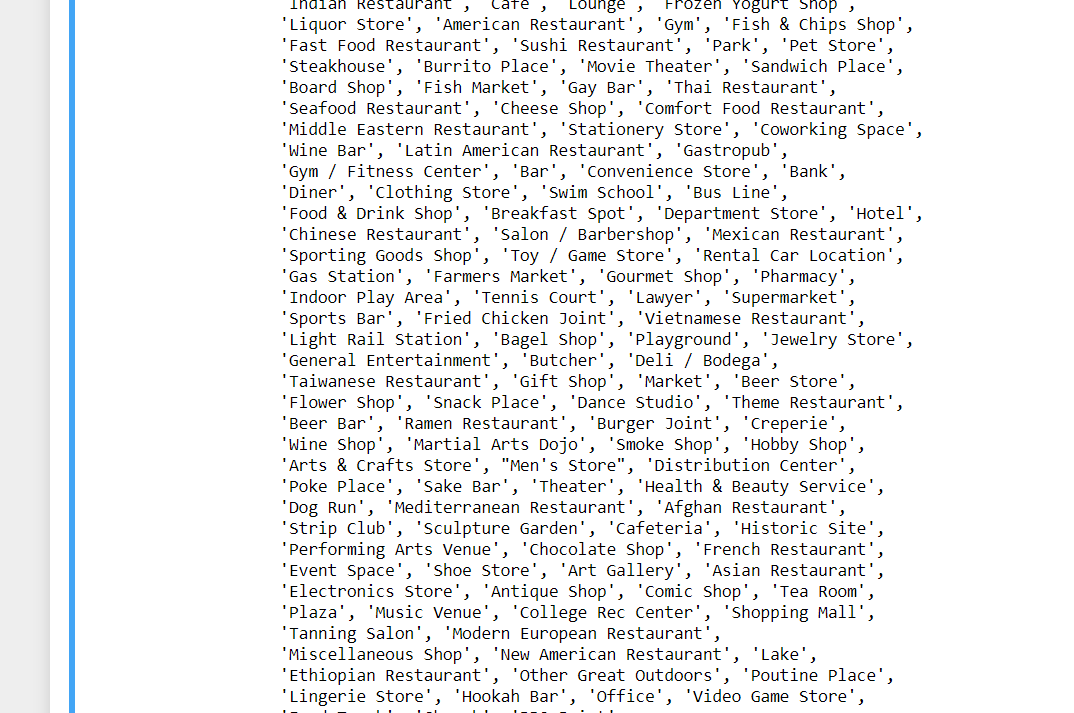 'Indian Restaurant', 'Café', 'Lounge', 'Frozen Yogurt Shop',
'Liquor Store', 'American Restaurant', 'Gym', 'Fish & Chips Shop',
'Fast Food Restaurant', 'Sushi Restaurant', 'Park', 'Pet Store',
'Steakhouse', 'Burrito Place', 'Movie Theater', 'Sandwich Place',
'Board Shop', 'Fish Market', 'Gay Bar', 'Thai Restaurant',
'Seafood Restaurant', 'Cheese Shop', 'Comfort Food Restaurant',
'Middle Eastern Restaurant', 'Stationery Store', 'Coworking Space',
'Wine Bar', 'Latin American Restaurant', 'Gastropub',
'Gym / Fitness Center', 'Bar', 'Convenience Store', 'Bank',
'Diner', 'Clothing Store', 'Swim School', 'Bus Line',
'Food & Drink Shop', 'Breakfast Spot', 'Department Store', 'Hotel',
'Chinese Restaurant', 'Salon / Barbershop', 'Mexican Restaurant',
'Sporting Goods Shop', 'Toy / Game Store', 'Rental Car Location',
'Gas Station', 'Farmers Market', 'Gourmet Shop', 'Pharmacy',
'Indoor Play Area', 'Tennis Court', 'Lawyer', 'Supermarket',
'Sports Bar', 'Fried Chicken Joint', 'Vietnamese Restaurant',
'Light Rail Station', 'Bagel Shop', 'Playground', 'Jewelry Store',
'General Entertainment', 'Butcher', 'Deli / Bodega',
'Taiwanese Restaurant', 'Gift Shop', 'Market', 'Beer Store',
'Flower Shop', 'Snack Place', 'Dance Studio', 'Theme Restaurant',
'Beer Bar', 'Ramen Restaurant', 'Burger Joint', 'Creperie',
'Wine Shop', 'Martial Arts Dojo', 'Smoke Shop', 'Hobby Shop',
'Arts & Crafts Store', "Men's Store", 'Distribution Center',
'Poke Place', 'Sake Bar', 'Theater', 'Health & Beauty Service',
'Dog Run', 'Mediterranean Restaurant', 'Afghan Restaurant',
'Strip Club', 'Sculpture Garden', 'Cafeteria', 'Historic Site',
'Performing Arts Venue', 'Chocolate Shop', 'French Restaurant',
'Event Space', 'Shoe Store', 'Art Gallery', 'Asian Restaurant',
'Electronics Store', 'Antique Shop', 'Comic Shop', 'Tea Room',
'Plaza', 'Music Venue', 'College Rec Center', 'Shopping Mall',
'Tanning Salon', 'Modern European Restaurant',
'Miscellaneous Shop', 'New American Restaurant', 'Lake',
'Ethiopian Restaurant', 'Other Great Outdoors', 'Poutine Place',
'Lingerie Store', 'Hookah Bar', 'Office', 'Video Game Store',